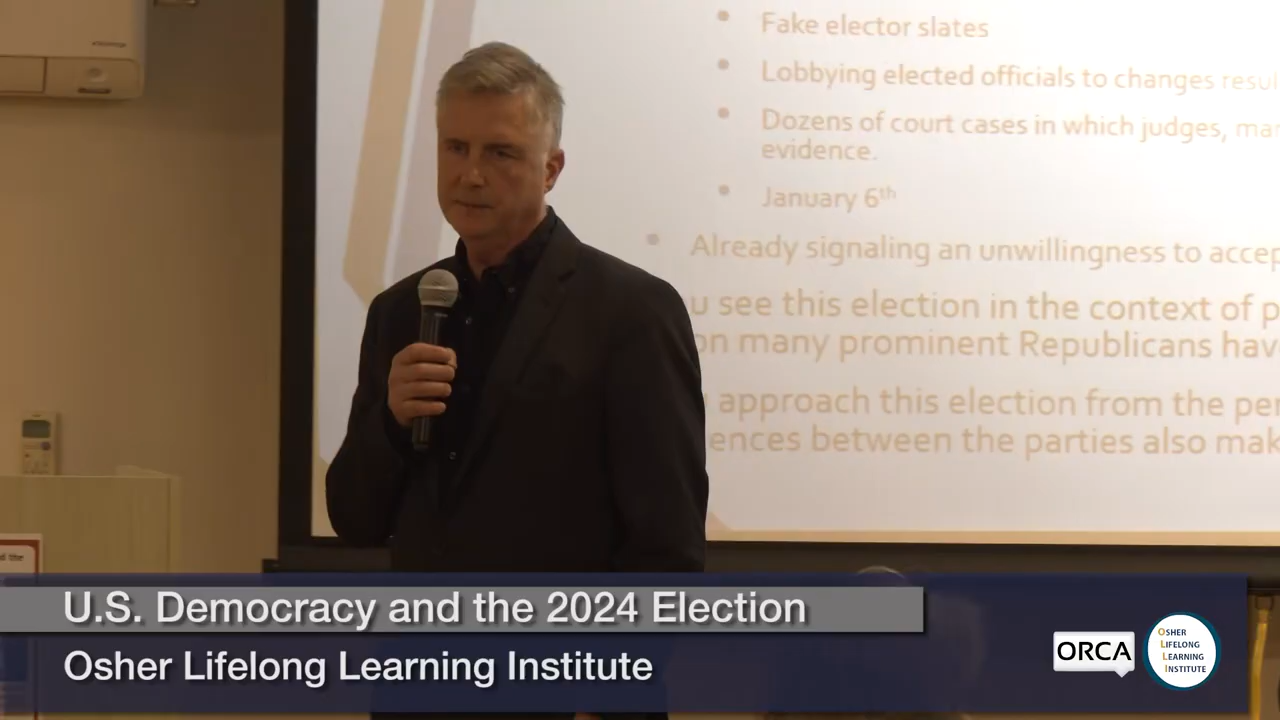 Fake elector slates
Lobbying elected officials to changes resul
Dozens of court cases in which judges, ma
evidence.
January 6th
Already signaling an unwillingness to accep
u see this election in the context of p
on many prominent Republicans hav
approach this election from the pe
ences between the parties also mak
d the
U.S. Democracy and the 2024 Election
Osher Lifelong Learning Institute
ORCA
OSHER
LIFELONG
LEARNING
INSTITUTE